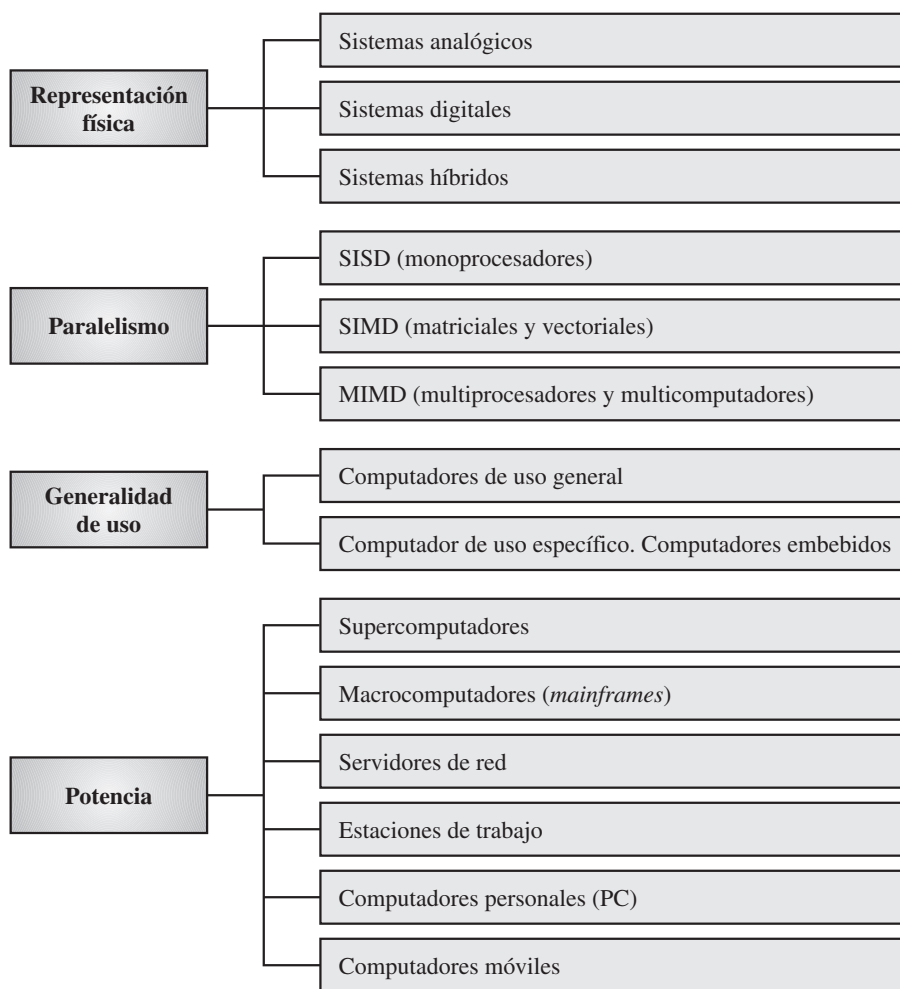 Representación
física
Sistemas analógicos
Sistemas digitales
Sistemas híbridos
Paralelismo
SISD (monoprocesadores)
SIMD (matriciales y vectoriales)
MIMD (multiprocesadores y multicomputadores)
Generalidad
de uso
Computadores de uso general
Computador de uso específico. Computadores embebidos
Potencia
Supercomputadores
Macrocomputadores (mainframes)
Servidores de red
Estaciones de trabajo
Computadores personales (PC)
Computadores móviles